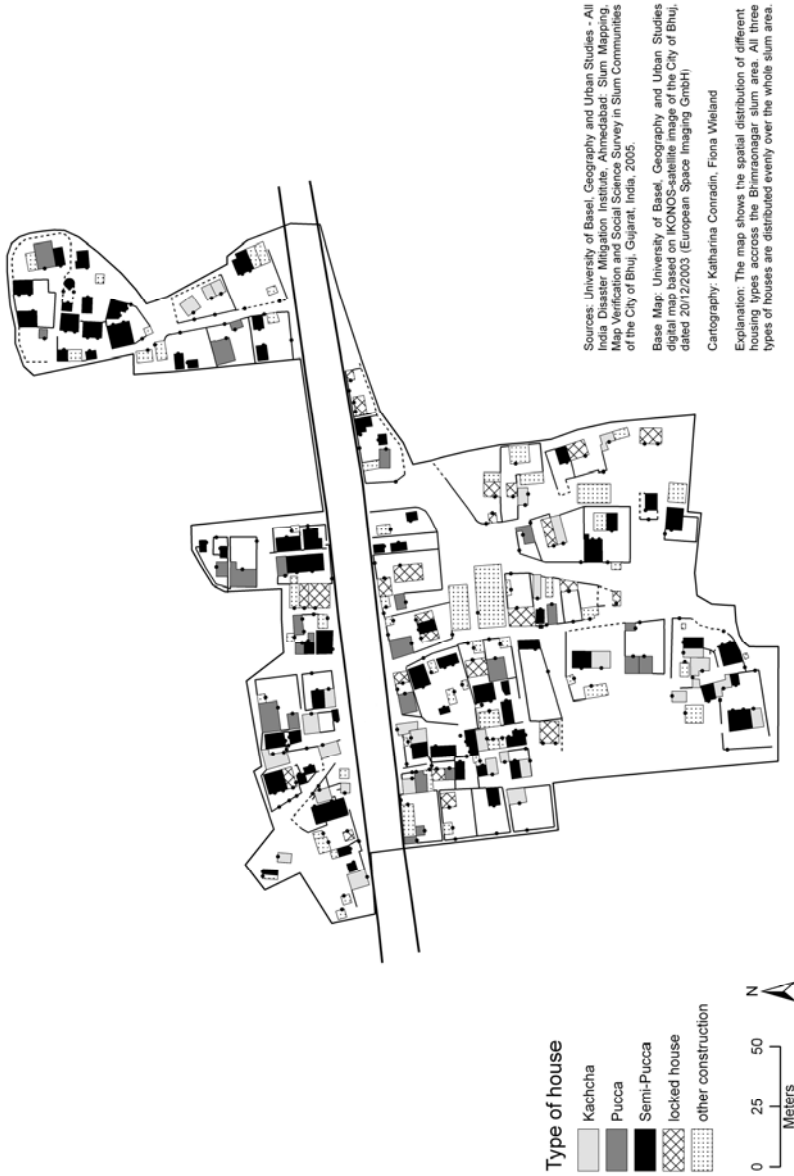 Type of house
Kachcha
Pucca
Semi-Pucca
locked house
other construction
0 25 50
Meters
N
Sources: University of Basel, Geography and Urban Studies - All
India Disaster Mitigation Institute, Ahmedabad: Slum Mapping,
Map Verification and Social Science Survey in Slum Communities
of the City of Bhuj, Gujarat, India, 2005.
Base Map: University of Basel, Geography and Urban Studies
digital map based on IKONOS-satellite image of the City of Bhuj,
dated 20/12/2003 (European Space Imaging GmbH)
Cartography: Katharina Conradin, Fiona Wieland
Explanation: The map shows the spatial distribution of different
housing types accross the Bhimraonagar slum area. All three
types of houses are distributed evenly over the whole slum area.